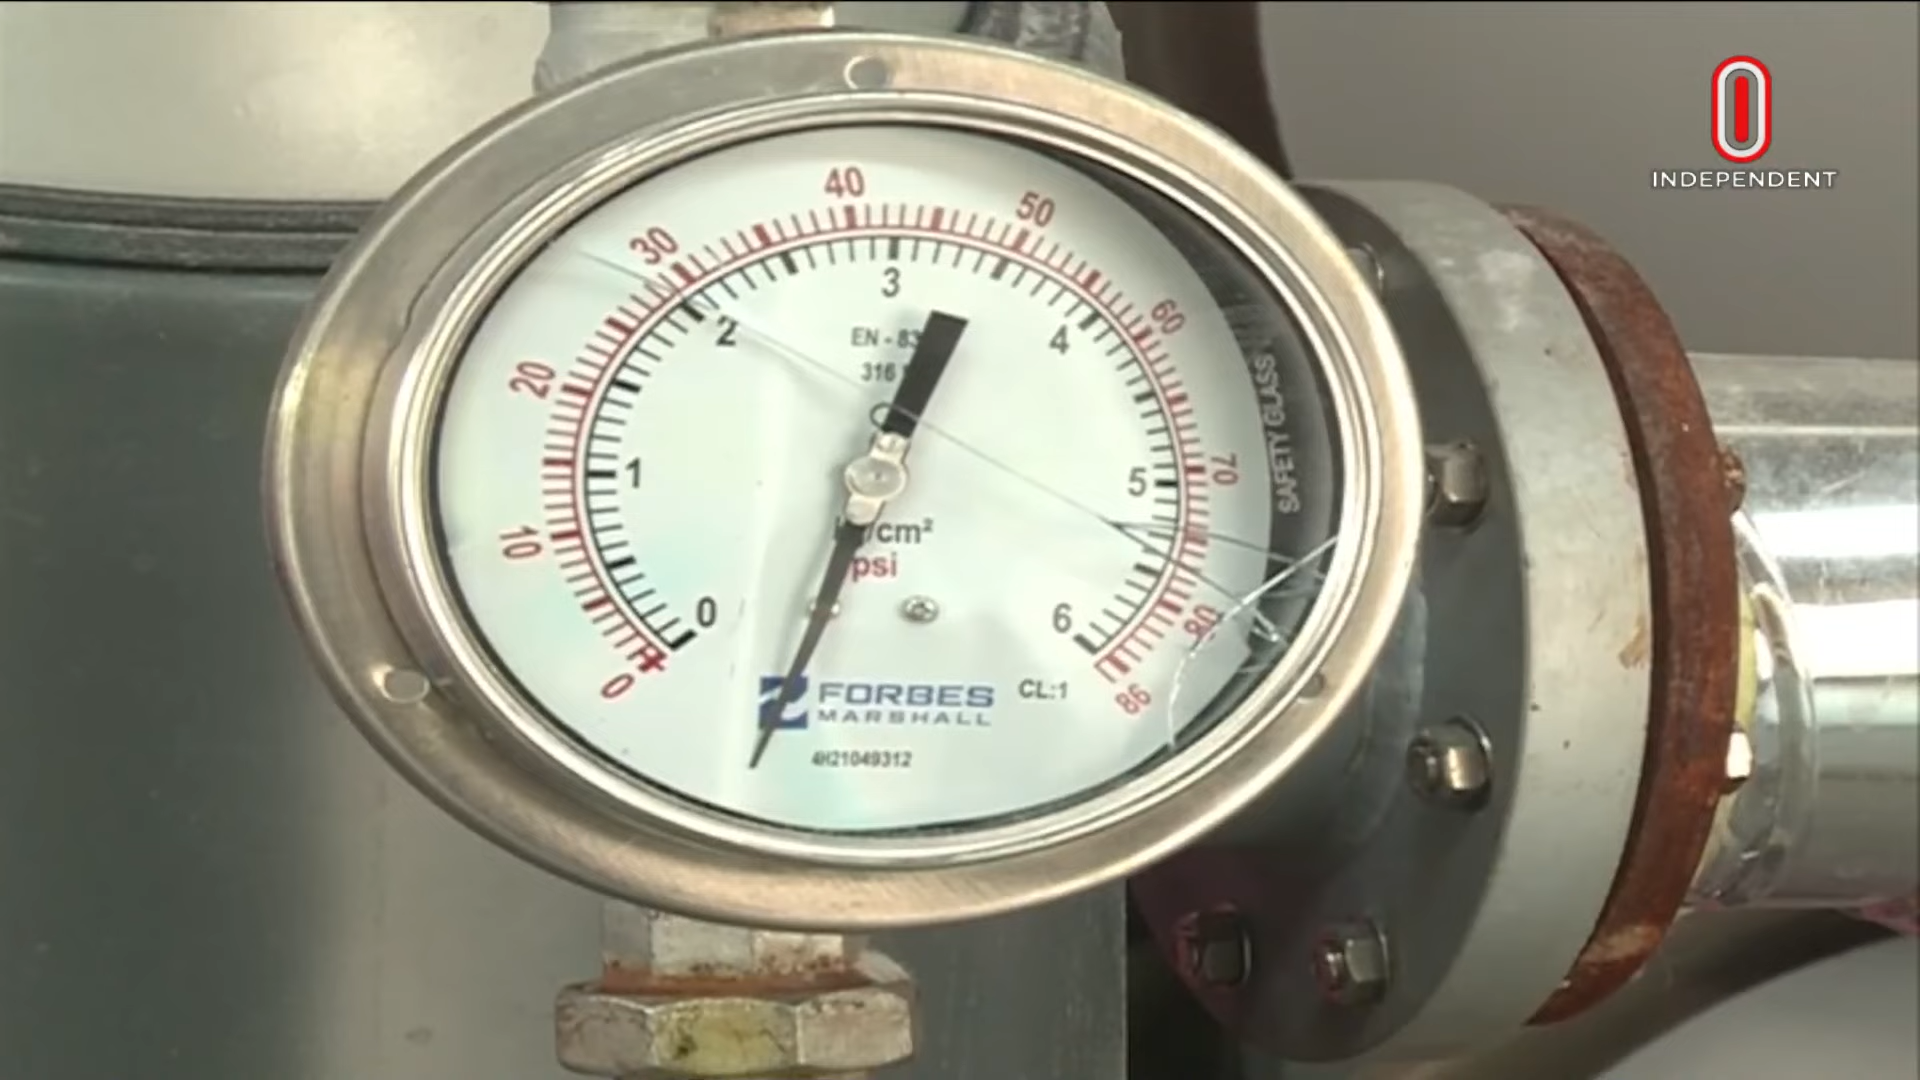 INDEPENDENT
40
50
30
60
20
70
10
80
0
86
3
2
4
1
5
0
6
EN - 83
316
/cm²
psi
SAFETY GLASS
FORBES
MARSHALL
CL:1
4H21049312